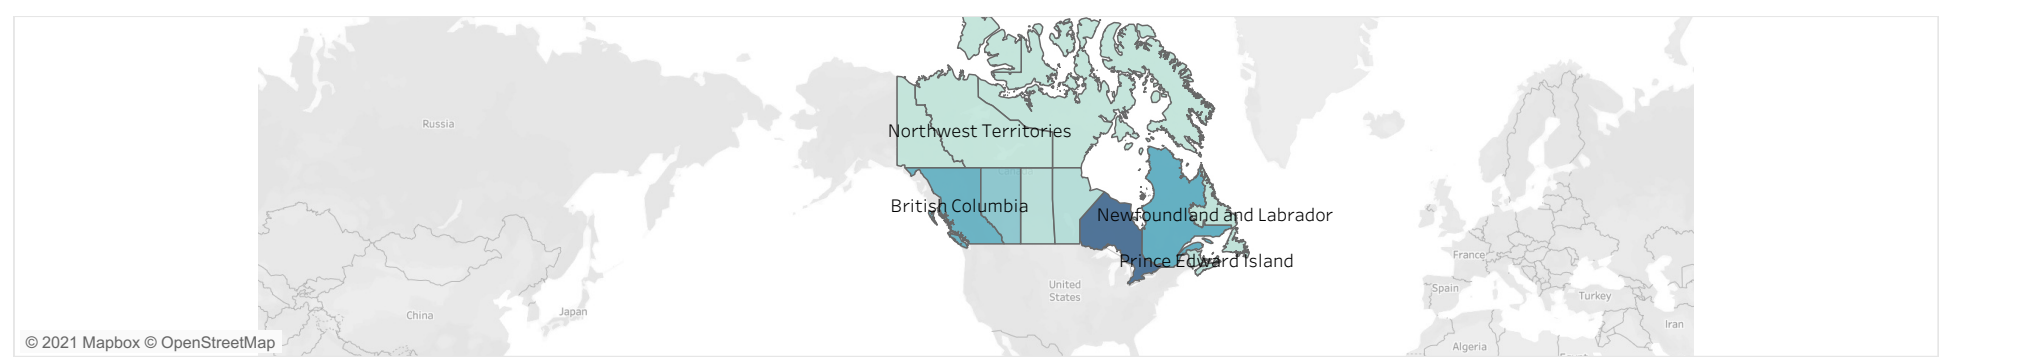 Russia
Northwest Territories
British Columbia
Newfoundland and Labrador
France
Prince Edward Island
United
States
Spain
Turkey
China
Japan
Iran
© 2021 Mapbox © OpenStreetMap
Algeria